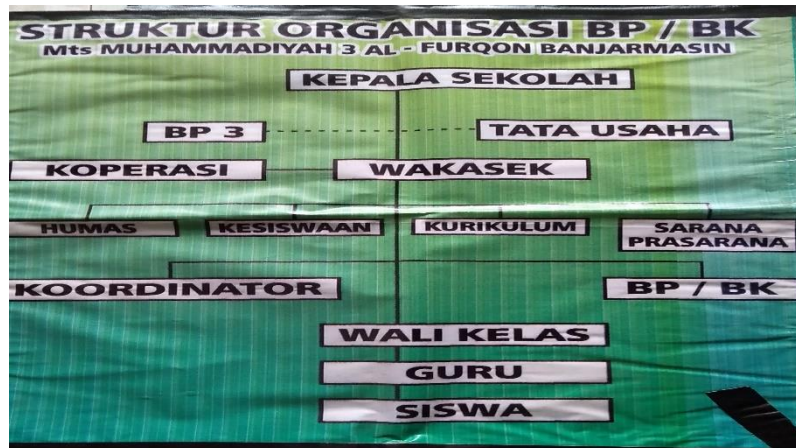 STRUKTUR ORGANISASI BP / BK
Mts MUHAMMADIYAH 3 AL - FURQON BANJARMASIN
KEPALA SEKOLAH
BP 3
TATA USAHA
KOPERASI
WAKASEK
HUMAS
KESISWAAN
KURIKULUM
SARANA
PRASARANA
KOORDINATOR
BP / BK
WALI KELAS
GURU
SISWA